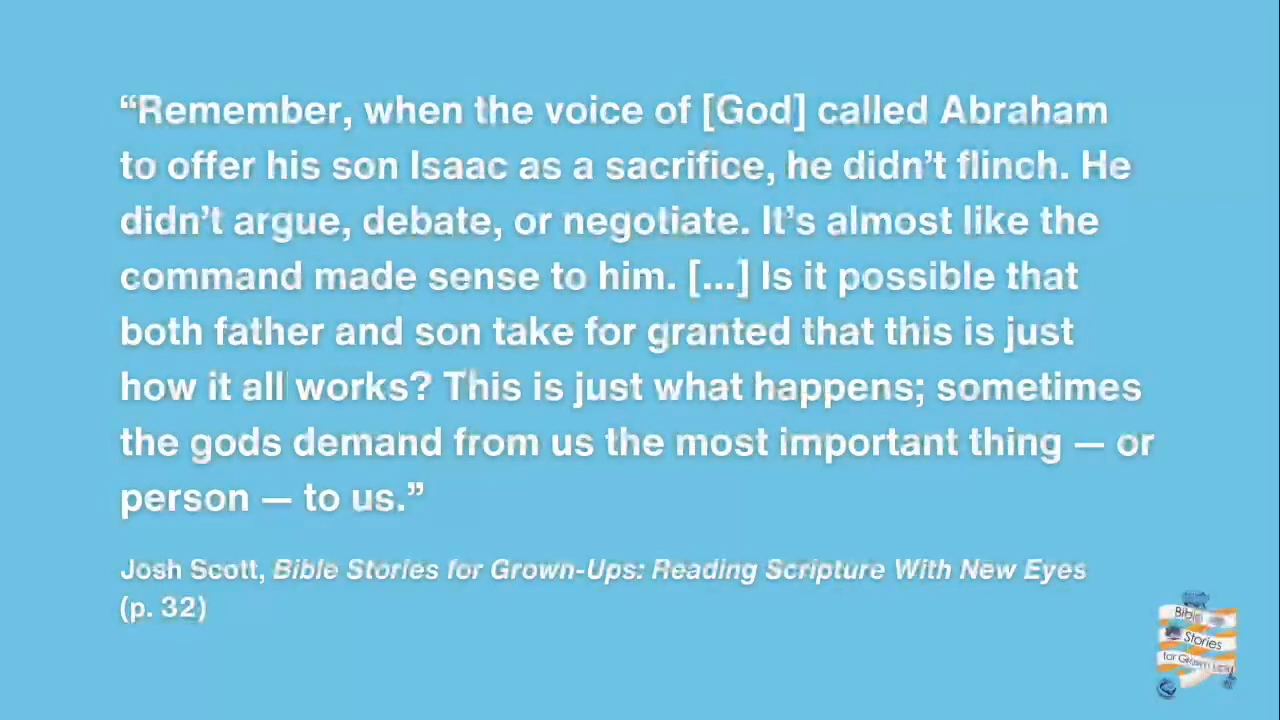 “Remember, when the voice of [God] called Abraham
to offer his son Isaac as a sacrifice, he didn’t flinch. He
didn’t argue, debate, or negotiate. It’s almost like the
command made sense to him. [...] Is it possible that
both father and son take for granted that this is just
how it all works? This is just what happens; sometimes
the gods demand from us the most important thing — or
person — to us.”
Josh Scott, Bible Stories for Grown-Ups: Reading Scripture With New Eyes
(p. 32)
Bible
Stories
for Grown Ups